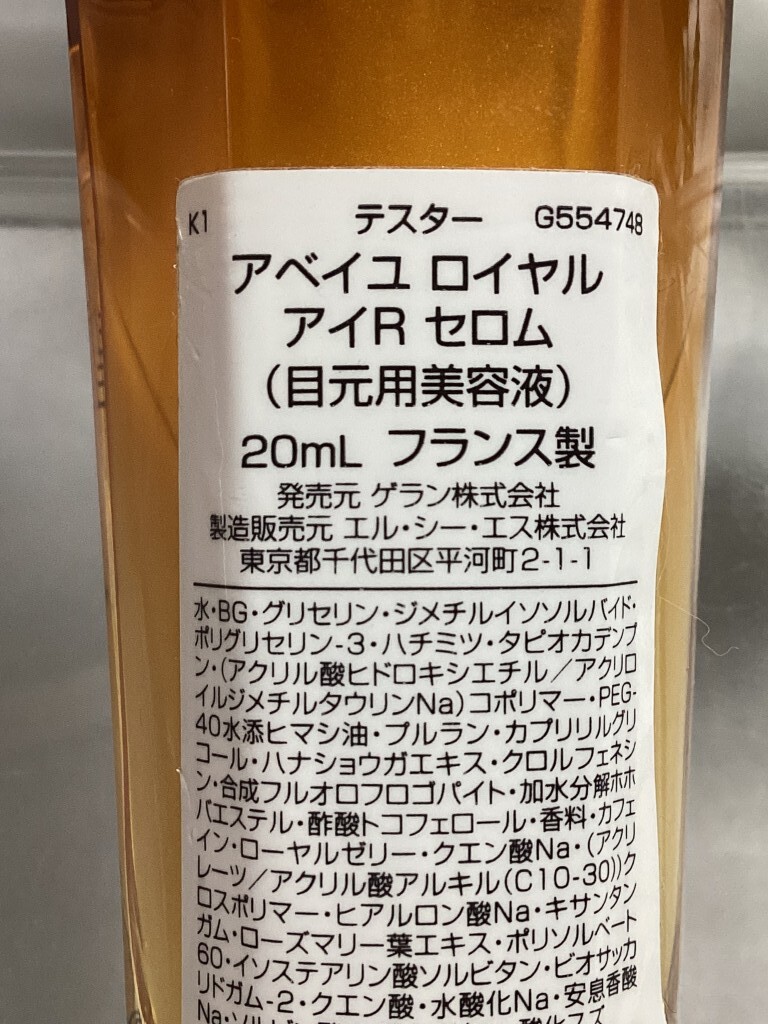 K1 テスター G554748
アベイユ ロイヤル
アイR セロム
（目元用美容液）
20mL フランス製
発売元 ゲラン株式会社
製造販売元 エル・シー・エス株式会社
東京都千代田区平河町2-1-1
水・BG・グリセリン・ジメチルイソソルバイド・
ポリグリセリン-3・ハチミツ・タピオカデンプ
ン・(アクリル酸ヒドロキシエチル／アクリロ
イルジメチルタウリンNa)コポリマー・PEG-
40水添ヒマシ油・プルラン・カプリリルグリ
コール・ハナショウガエキス・クロルフェネシ
ン・合成フルオロフロゴパイト・加水分解ホホ
バエステル・酢酸トコフェロール・香料・カフェ
イン・ローヤルゼリー・クエン酸Na・(アクリ
レーツ／アクリル酸アルキル(C10-30))ク
ロスポリマー・ヒアルロン酸Na・キサンタン
ガム・ローズマリー葉エキス・ポリソルベート
60・イソステアリン酸ソルビタン・ビオサッカ
リドガム-2・クエン酸・水酸化Na・安息香酸